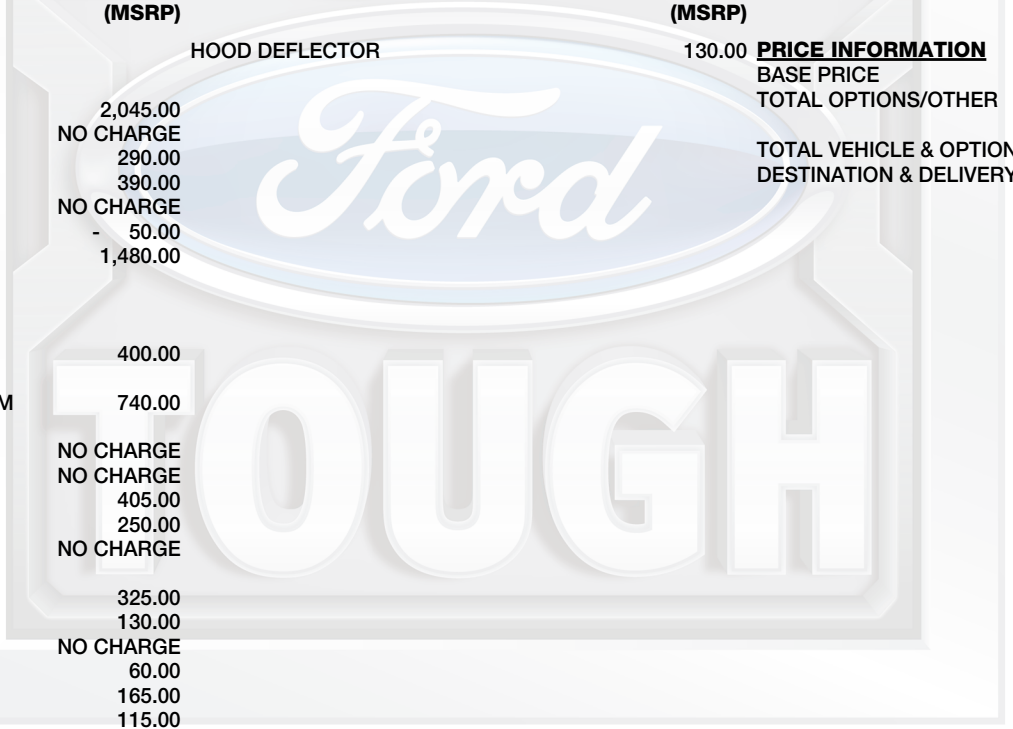 (MSRP)
2,045.00
NO CHARGE
290.00
390.00
NO CHARGE
- 50.00
1,480.00
400.00
M 740.00
NO CHARGE
NO CHARGE
405.00
250.00
NO CHARGE
325.00
130.00
NO CHARGE
60.00
165.00
115.00
(MSRP)
HOOD DEFLECTOR 130.00
PRICE INFORMATION
BASE PRICE
TOTAL OPTIONS/OTHER
TOTAL VEHICLE & OPTION
DESTINATION & DELIVERY
Ford
TOUGH